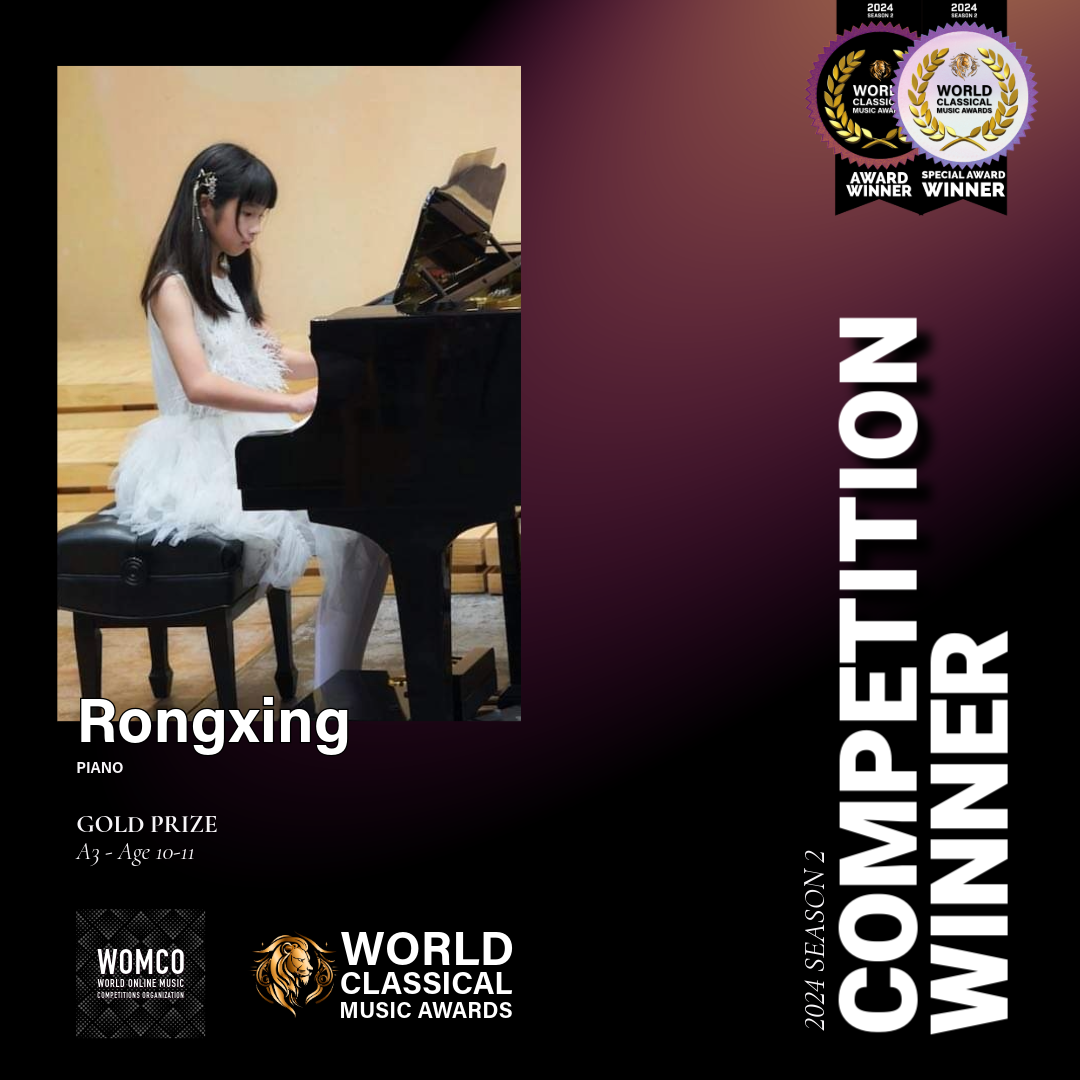 2024
SEASON 2
WORLD
CLASSIC
MUSIC AWA
AWARD
WINNER
2024
SEASON 2
WORLD
CLASSICAL
MUSIC AWARDS
SPECIAL AWARD
WINNER
Rongxing
PIANO
GOLD PRIZE
A3 - Age 10-11
WOMCO
WORLD ONLINE MUSIC
COMPETITIONS ORGANIZATION
WORLD
CLASSICAL
MUSIC AWARDS
2024 SEASON 2
COMPETITION
WINNER